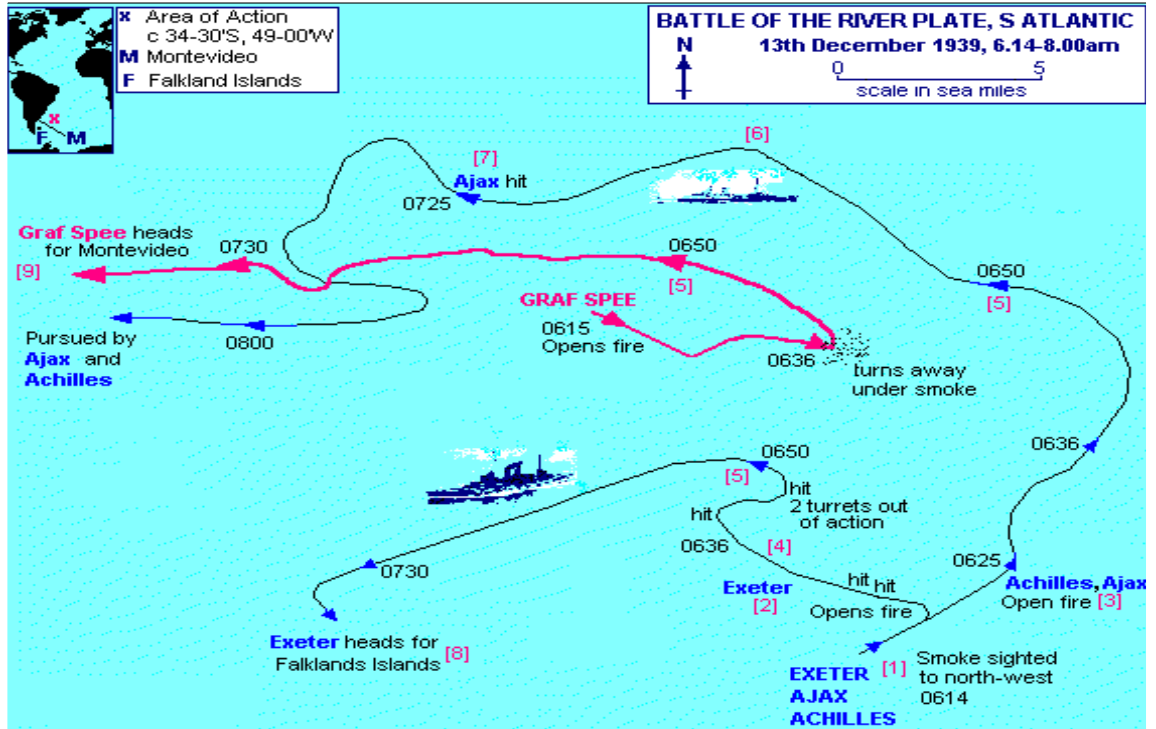 x Area of Action
c 34-30'S, 49-00'W
M Montevideo
F Falkland Islands
x
F M
BATTLE OF THE RIVER PLATE, S ATLANTIC
N
13th December 1939, 6.14-8.00am
0 5
scale in sea miles
[6]
[7]
Ajax hit
0725
Graf Spee heads
for Montevideo
0730
[9]
0650
[5]
0650
[5]
GRAF SPEE
0615
Opens fire
0636
turns away
under smoke
Pursued by
Ajax and
Achilles
0800
0636
0650
[5]
hit
2 turrets out
of action
hit
0636
[4]
0625
0730
Exeter
[2]
hit hit
Opens fire
Achilles, Ajax
Open fire [3]
Exeter heads for
Falklands Islands [8]
EXETER [1]
AJAX
ACHILLES
Smoke sighted
to north-west
0614